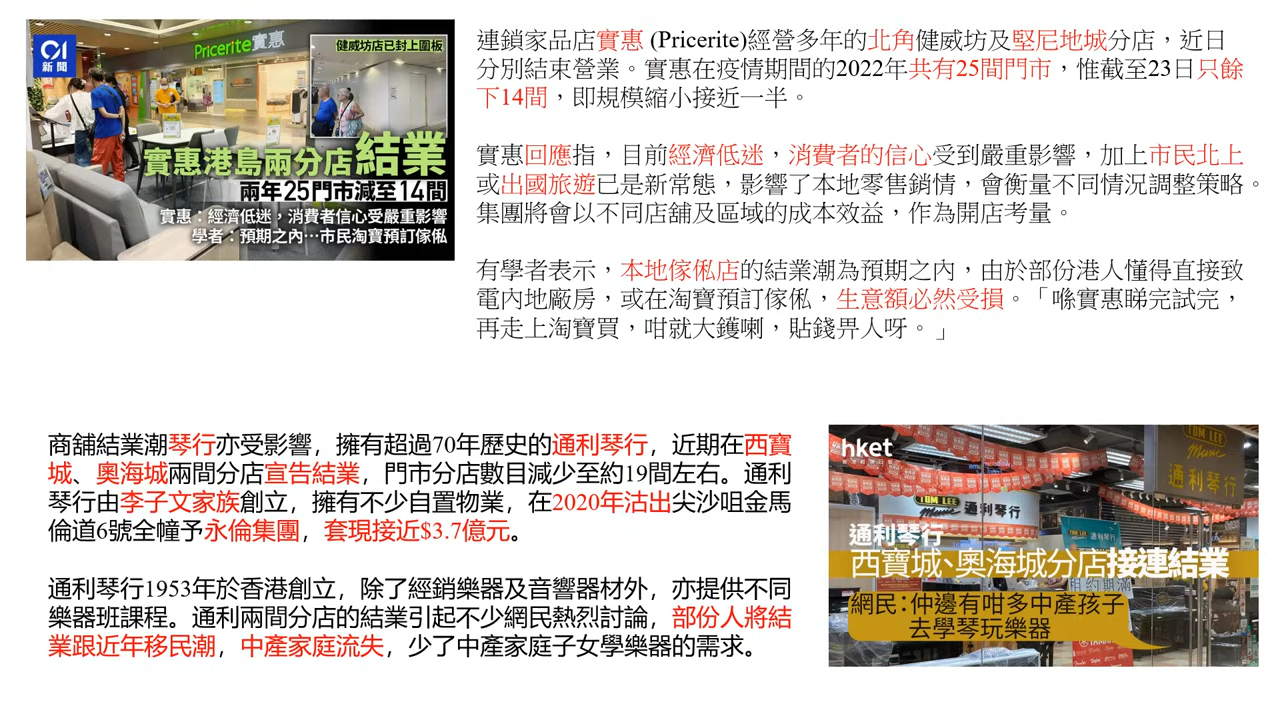 01
新聞
Pricerite實惠
健威坊店已封上圍板
實惠港島兩分店結業
兩年25門市減至14間
實惠：經濟低迷，消費者信心受嚴重影響
學者：預期之內…市民淘寶預訂傢俬
連鎖家品店實惠 (Pricerite)經營多年的北角健威坊及堅尼地城分店，近日
分別結束營業。實惠在疫情期間的2022年共有25間門市，惟截至23日只餘
下14間，即規模縮小接近一半。
實惠回應指，目前經濟低迷，消費者的信心受到嚴重影響，加上市民北上
或出國旅遊已是新常態，影響了本地零售銷情，會衡量不同情況調整策略。
集團將會以不同店舖及區域的成本效益，作為開店考量。
有學者表示，本地傢俬店的結業潮為預期之內，由於部份港人懂得直接致
電內地廠房，或在淘寶預訂傢俬，生意額必然受損。「喺實惠睇完試完，
再走上淘寶買，咁就大鑊喇，貼錢畀人呀。」
商舖結業潮琴行亦受影響，擁有超過70年歷史的通利琴行，近期在西寶
城、奧海城兩間分店宣告結業，門市分店數目減少至約19間左右。通利
琴行由李子文家族創立，擁有不少自置物業，在2020年沽出尖沙咀金馬
倫道6號全幢予永倫集團，套現接近$3.7億元。
通利琴行1953年於香港創立，除了經銷樂器及音響器材外，亦提供不同
樂器班課程。通利兩間分店的結業引起不少網民熱烈討論，部份人將結
業跟近年移民潮，中產家庭流失，少了中產家庭子女學樂器的需求。
hket
TOM LEE
Music
通利琴行
TOM LEE
Music 通利琴行
通利琴行
西寶城、奧海城分店接連結業
租約期滿
網民：仲邊有咁多中產孩子
去學琴玩樂器